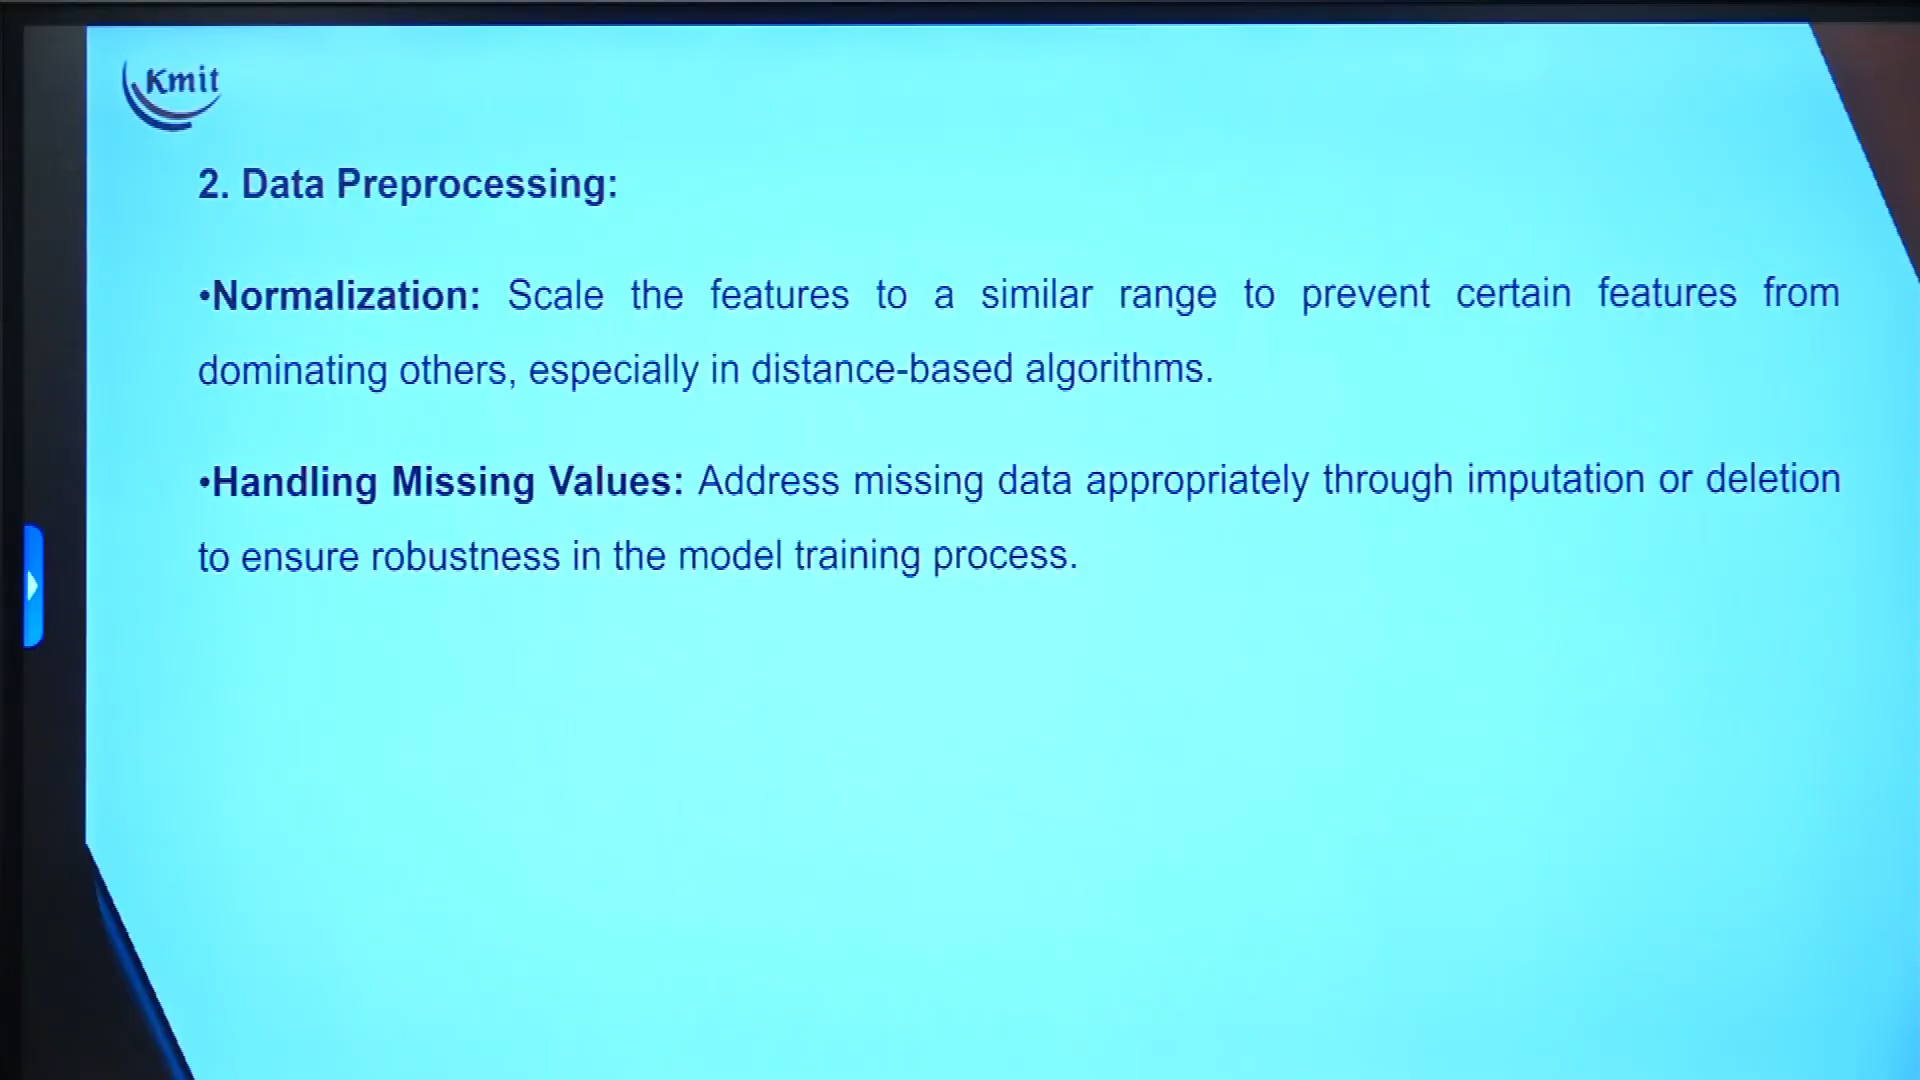 Kmit
2. Data Preprocessing:
•Normalization: Scale the features to a similar range to prevent certain features from
dominating others, especially in distance-based algorithms.
•Handling Missing Values: Address missing data appropriately through imputation or deletion
to ensure robustness in the model training process.